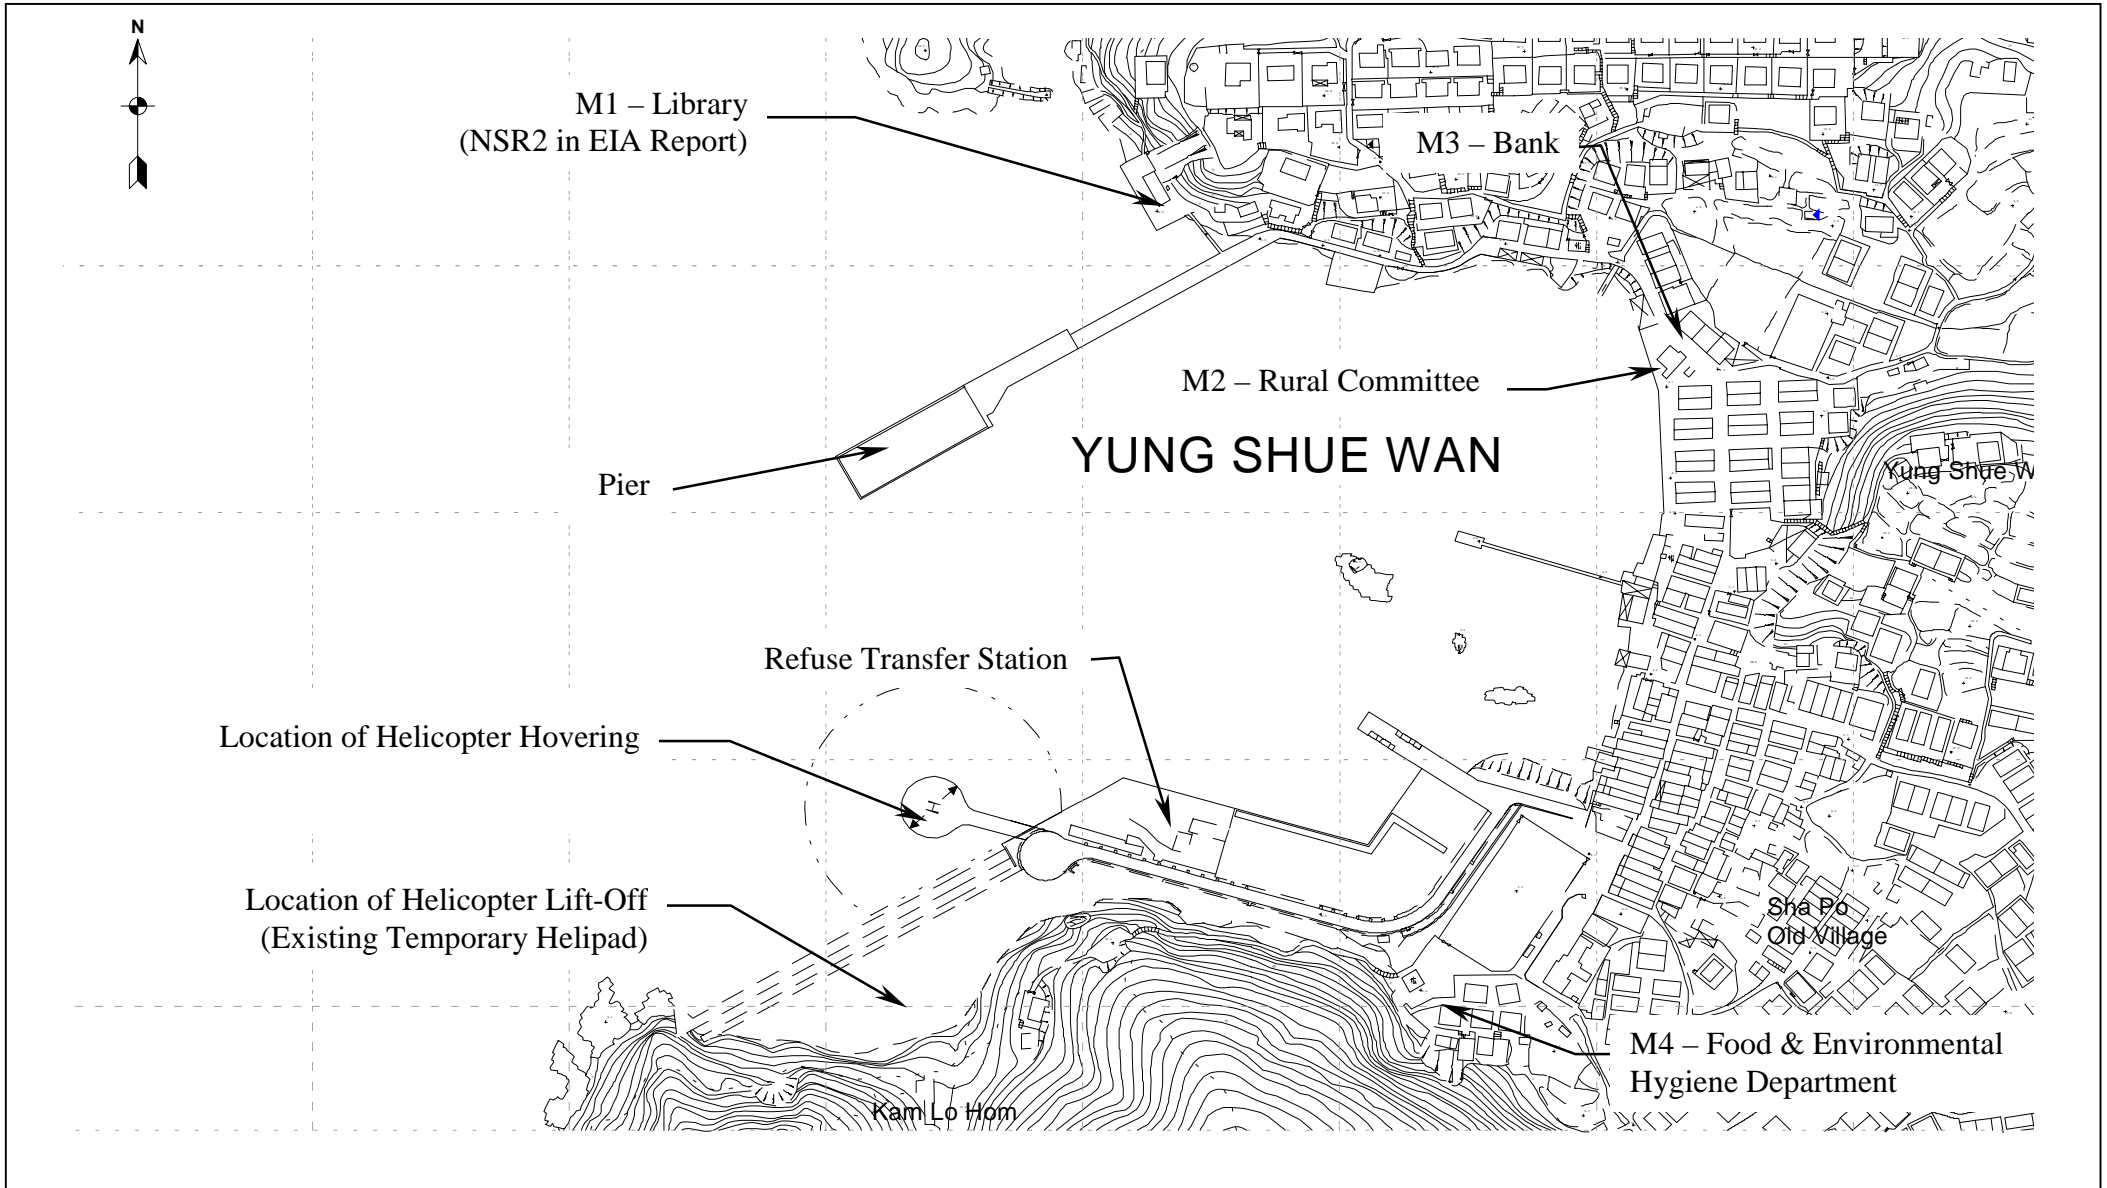 N
M1 – Library
(NSR2 in EIA Report)
M3 – Bank
M2 – Rural Committee
YUNG SHUE WAN
Yung Shue W
Pier
Refuse Transfer Station
Location of Helicopter Hovering
H
Location of Helicopter Lift-Off
(Existing Temporary Helipad)
Sha Po
Old Village
M4 – Food & Environmental
Hygiene Department
Kam Lo Hom